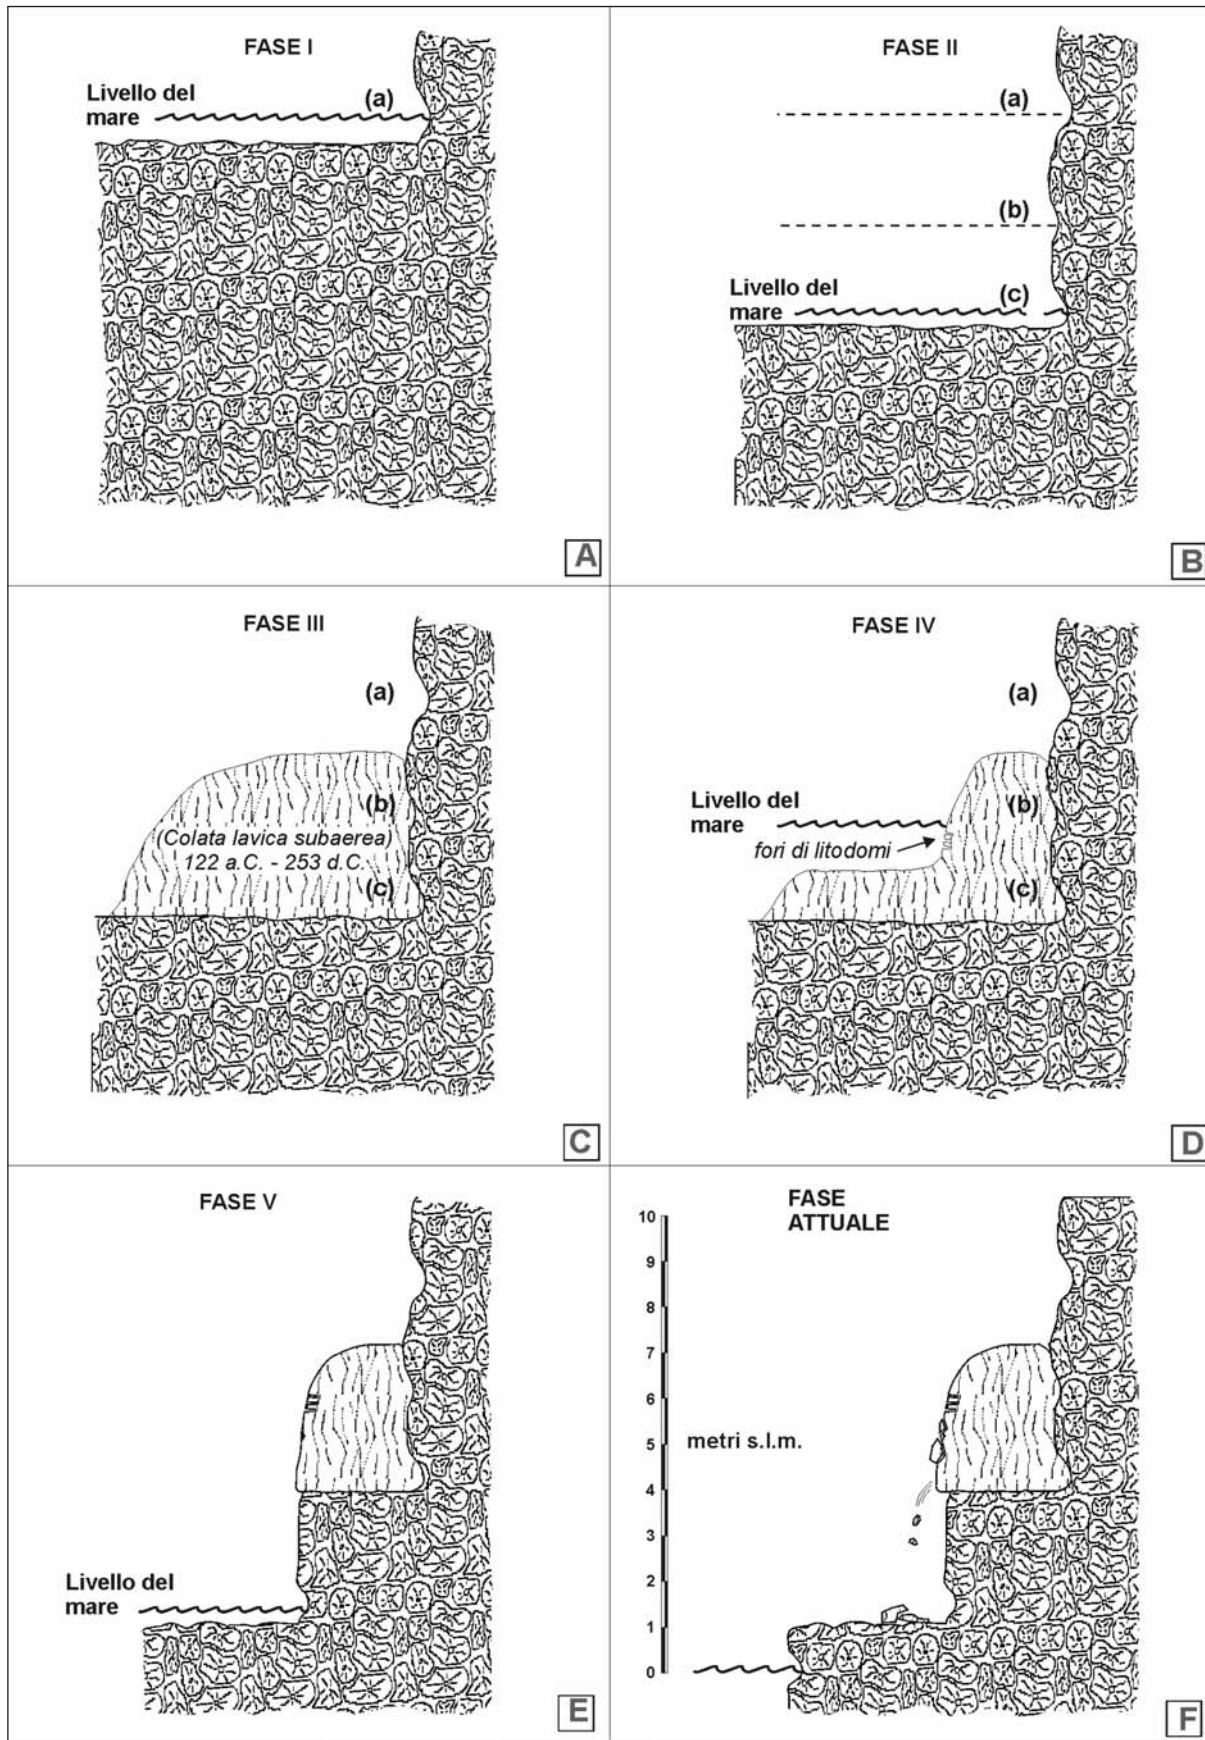 FASE I
Livello del
mare
(a)
A
FASE II
(a)
(b)
Livello del
mare
(c)
B
FASE III
(a)
(b)
(Colata lavica subaerea)
122 a.C. - 253 d.C.
(c)
C
FASE IV
(a)
Livello del
mare
(b)
fori di litodomi
(c)
D
FASE V
Livello del
mare
E
FASE
ATTUALE
10
9
8
7
6
5
metri s.l.m.
4
3
2
1
0
F